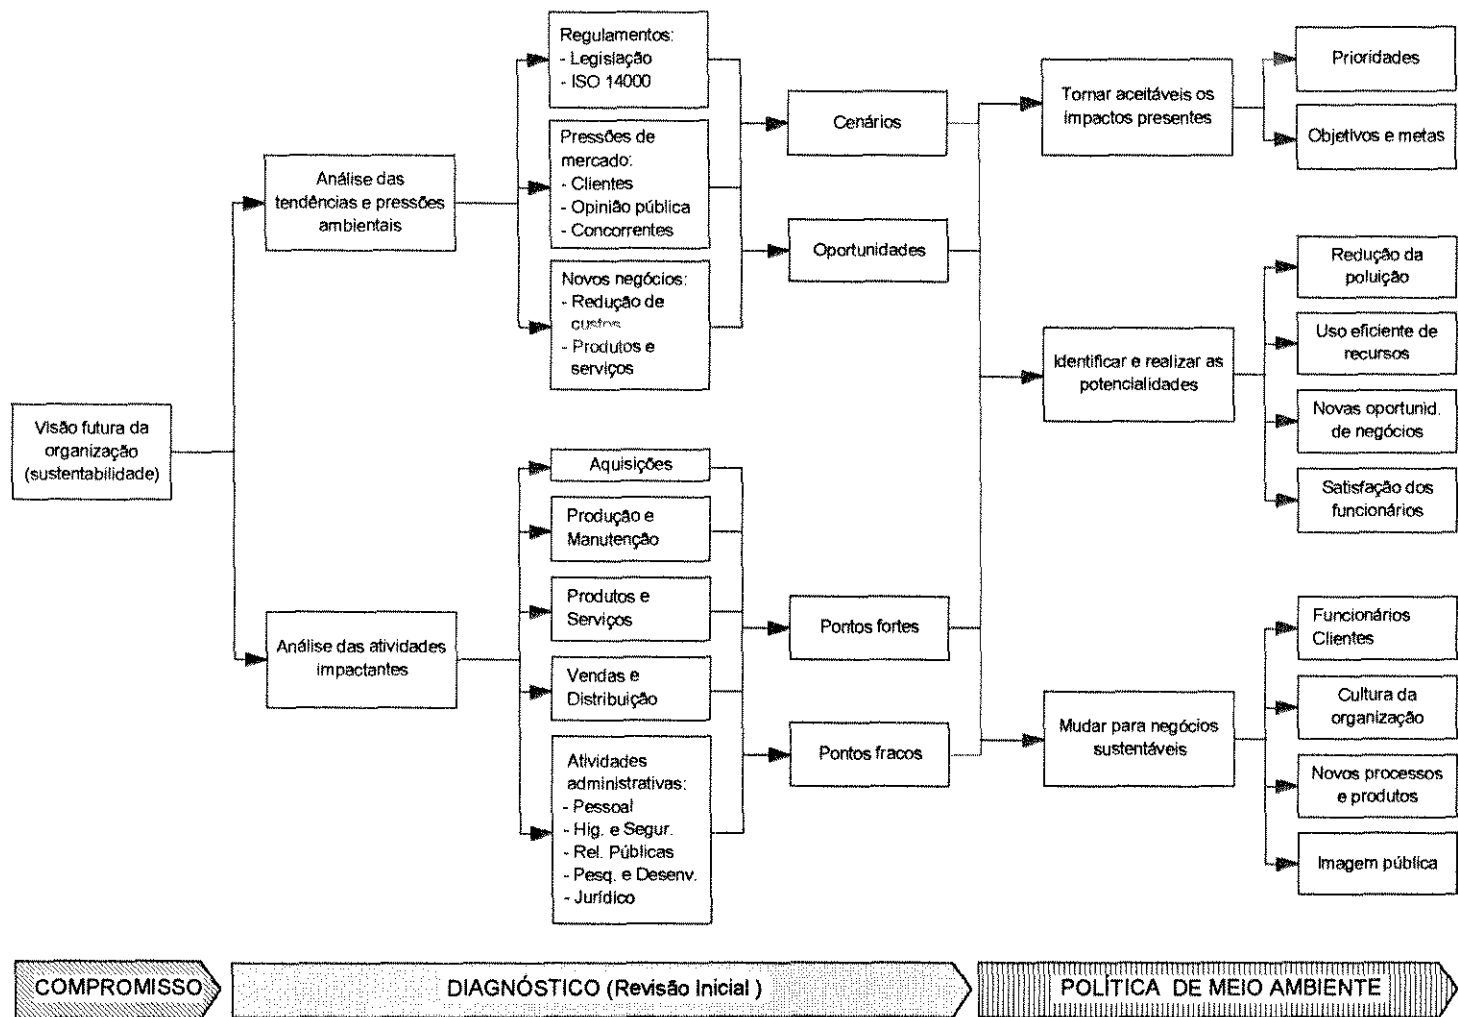 Visão futura da
organização
(sustentabilidade)
Análise das
tendências e pressões
ambientais
Análise das atividades
impactantes
Regulamentos:
- Legislação
- ISO 14000
Pressões de
mercado:
- Clientes
- Opinião pública
- Concorrentes
Novos negócios:
- Redução de
custos
- Produtos e
serviços
Aquisições
Produção e
Manutenção
Produtos e
Serviços
Vendas e
Distribuição
Atividades
administrativas:
- Pessoal
- Hig. e Segur.
- Rel. Públicas
- Pesq. e Desenv.
- Jurídico
Cenários
Oportunidades
Pontos fortes
Pontos fracos
Tornar aceitáveis os
impactos presentes
Identificar e realizar as
potencialidades
Mudar para negócios
sustentáveis
Prioridades
Objetivos e metas
Redução da
poluição
Uso eficiente de
recursos
Novas oportunid.
de negócios
Satisfação dos
funcionários
Funcionários
Clientes
Cultura da
organização
Novos processos
e produtos
Imagem pública
COMPROMISSO
DIAGNÓSTICO (Revisão Inicial )
POLÍTICA DE MEIO AMBIENTE